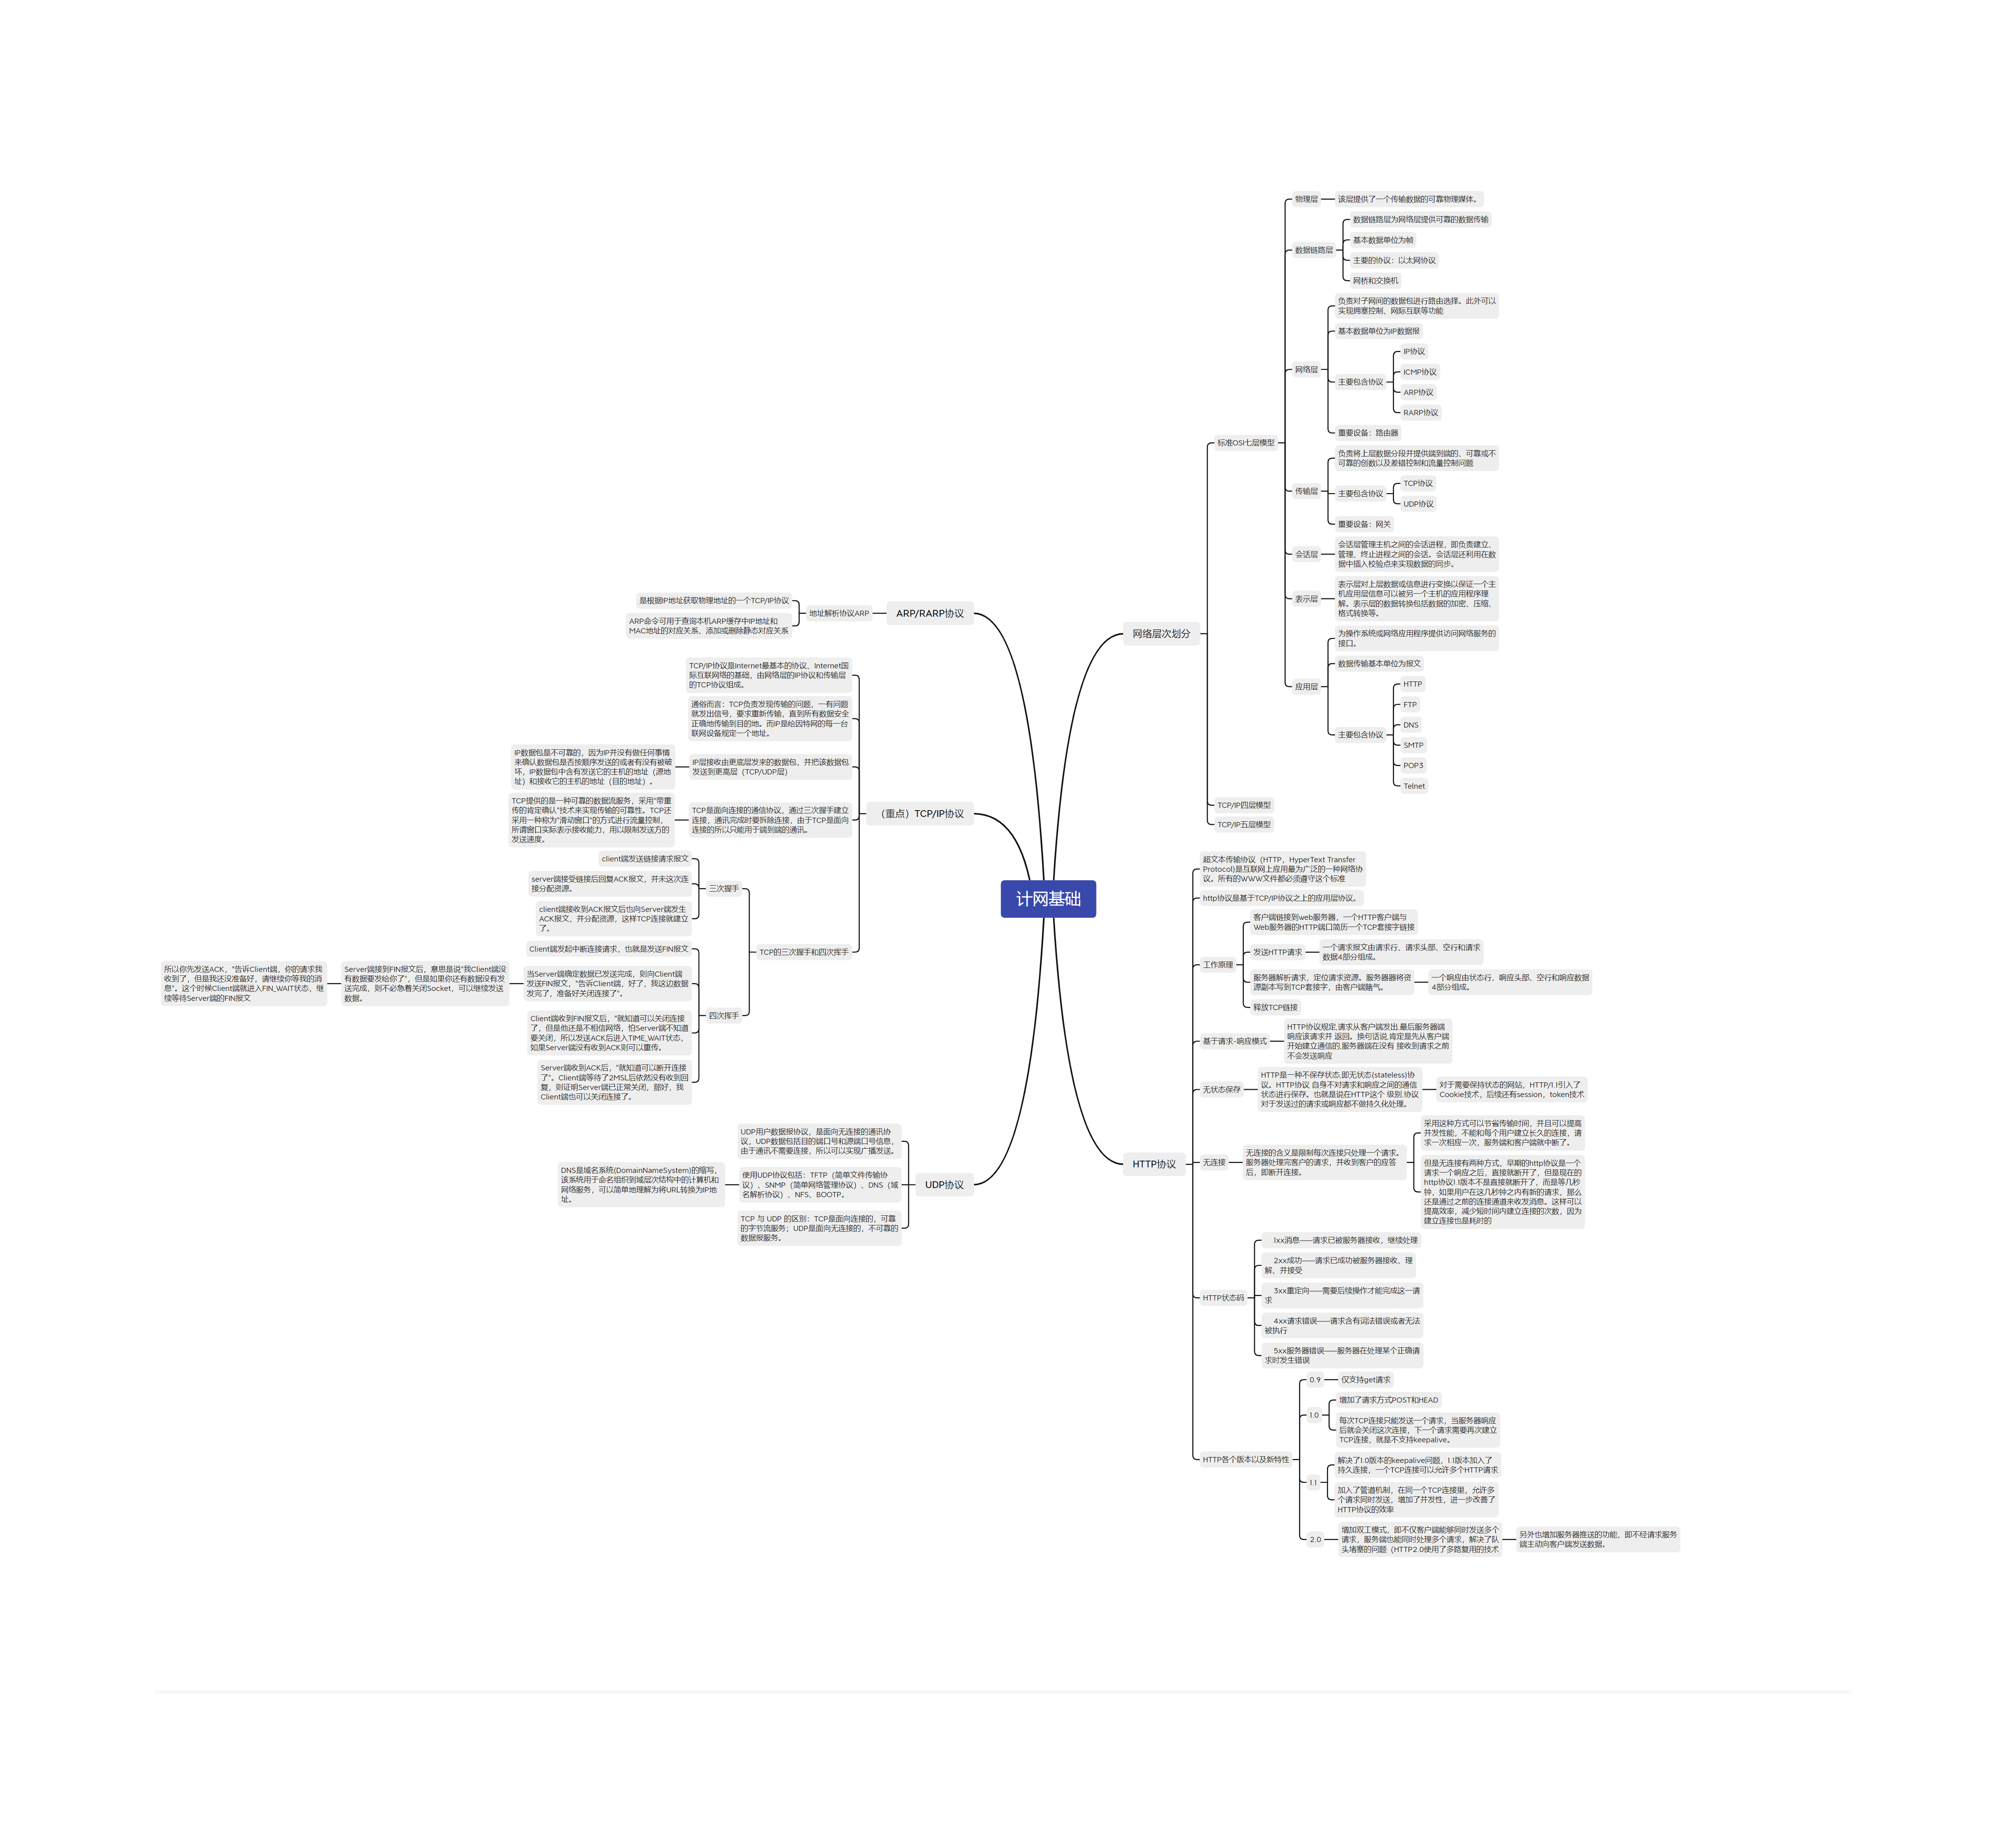 计网基础
网络层次划分
标准OSI七层模型
物理层
该层提供了一个传输数据的可靠物理媒体。
数据链路层
数据链路层为网络层提供可靠的数据传输
基本数据单位为帧
主要的协议：以太网协议
网桥和交换机
网络层
负责对子网间的数据包进行路由选择。此外可以
实现拥塞控制、网际互联等功能
基本数据单位为IP数据报
主要包含协议
IP协议
ICMP协议
ARP协议
RARP协议
重要设备：路由器
传输层
负责将上层数据分段并提供端到端的、可靠或不
可靠的创数以及差错控制和流量控制问题
主要包含协议
TCP协议
UDP协议
重要设备：网关
会话层
会话层管理主机之间的会话进程，即负责建立、
管理、终止进程之间的会话。会话层还利用在数
据中插入校验点来实现数据的同步。
表示层
表示层对上层数据或信息进行变换以保证一个主
机应用层信息可以被另一个主机的应用程序理
解。表示层的数据转换包括数据的加密、压缩、
格式转换等。
应用层
为操作系统或网络应用程序提供访问网络服务的
接口。
数据传输基本单位为报文
主要包含协议
HTTP
FTP
DNS
SMTP
POP3
Telnet
TCP/IP四层模型
TCP/IP五层模型
HTTP协议
超文本传输协议（HTTP，HyperText Transfer
Protocol)是互联网上应用最为广泛的一种网络协
议。所有的WWW文件都必须遵守这个标准
http协议是基于TCP/IP协议之上的应用层协议。
工作原理
客户端链接到web服务器，一个HTTP客户端与
Web服务器的HTTP端口简历一个TCP套接字链接
发送HTTP请求
一个请求报文由请求行、请求头部、空行和请求
数据4部分组成。
服务器解析请求，定位请求资源。服务器器将资
源副本写到TCP套接字，由客户端赌气。
一个响应由状态行、响应头部、空行和响应数据
4部分组成。
释放TCP链接
基于请求-响应模式
HTTP协议规定,请求从客户端发出,最后服务器端
响应该请求并 返回。换句话说,肯定是先从客户端
开始建立通信的,服务器端在没有 接收到请求之前
不会发送响应
无状态保存
HTTP是一种不保存状态,即无状态(stateless)协
议。HTTP协议 自身不对请求和响应之间的通信
状态进行保存。也就是说在HTTP这个 级别,协议
对于发送过的请求或响应都不做持久化处理。
对于需要保持状态的网站，HTTP/1.1引入了
Cookie技术，后续还有session，token技术
无连接
无连接的含义是限制每次连接只处理一个请求。
服务器处理完客户的请求，并收到客户的应答
后，即断开连接。
采用这种方式可以节省传输时间，并且可以提高
并发性能，不能和每个用户建立长久的连接，请
求一次相应一次，服务端和客户端就中断了。
但是无连接有两种方式，早期的http协议是一个
请求一个响应之后，直接就断开了，但是现在的
http协议1.1版本不是直接就断开了，而是等几秒
钟，如果用户在这几秒钟之内有新的请求，那么
还是通过之前的连接通道来收发消息。这样可以
提高效率，减少短时间内建立连接的次数，因为
建立连接也是耗时的
HTTP状态码
1xx消息——请求已被服务器接收，继续处理
2xx成功——请求已成功被服务器接收、理
解、并接受
3xx重定向——需要后续操作才能完成这一请
求
4xx请求错误——请求含有词法错误或者无法
被执行
5xx服务器错误——服务器在处理某个正确请
求时发生错误
HTTP各个版本以及新特性
0.9
仅支持get请求
1.0
增加了请求方式POST和HEAD
每次TCP连接只能发送一个请求，当服务器响应
后就会关闭这次连接，下一个请求需要再次建立
TCP连接，就是不支持keepalive。
1.1
解决了1.0版本的keepalive问题，1.1版本加入了
持久连接，一个TCP连接可以允许多个HTTP请求
加入了管道机制，在同一个TCP连接里，允许多
个请求同时发送，增加了并发性，进一步改善了
HTTP协议的效率
2.0
增加双工模式，即不仅客户端能够同时发送多个
请求，服务端也能同时处理多个请求，解决了队
头堵塞的问题（HTTP2.0使用了多路复用的技术
另外也增加服务器推送的功能，即不经请求服务
端主动向客户端发送数据。
ARP/RARP协议
地址解析协议ARP
是根据IP地址获取物理地址的一个TCP/IP协议
ARP命令可用于查询本机ARP缓存中IP地址和
MAC地址的对应关系、添加或删除静态对应关系
（重点）TCP/IP协议
TCP/IP协议是Internet最基本的协议、Internet国
际互联网络的基础，由网络层的IP协议和传输层
的TCP协议组成。
通俗而言：TCP负责发现传输的问题，一有问题
就发出信号，要求重新传输，直到所有数据安全
正确地传输到目的地。而IP是给因特网的每一台
联网设备规定一个地址。
IP层接收由更底层发来的数据包，并把该数据包
发送到更高层（TCP/UDP层）
IP数据包是不可靠的，因为IP并没有做任何事情
来确认数据包是否按顺序发送的或者有没有被破
坏，IP数据包中含有发送它的主机的地址（源地
址）和接收它的主机的地址（目的地址）。
TCP是面向连接的通信协议，通过三次握手建立
连接，通讯完成时要拆除连接，由于TCP是面向
连接的所以只能用于端到端的通讯。
TCP提供的是一种可靠的数据流服务，采用"带重
传的肯定确认"技术来实现传输的可靠性。TCP还
采用一种称为"滑动窗口"的方式进行流量控制，
所谓窗口实际表示接收能力，用以限制发送方的
发送速度。
TCP的三次握手和四次挥手
三次握手
client端发送链接请求报文
server端接受链接后回复ACK报文，并未这次连
接分配资源。
client端接收到ACK报文后也向Server端发生
ACK报文，并分配资源，这样TCP连接就建立
了。
四次挥手
Client端发起中断连接请求，也就是发送FIN报文
当Server端确定数据已发送完成，则向Client端
发送FIN报文，"告诉Client端，好了，我这边数据
发完了，准备好关闭连接了"。
Server端接到FIN报文后，意思是说"我Client端没
有数据要发给你了"，但是如果你还有数据没有发
送完成，则不必急着关闭Socket，可以继续发送
数据。
所以你先发送ACK，"告诉Client端，你的请求我
收到了，但是我还没准备好，请继续你等我的消
息"。这个时候Client端就进入FIN_WAIT状态，继
续等待Server端的FIN报文
Client端收到FIN报文后，"就知道可以关闭连接
了，但是他还是不相信网络，怕Server端不知道
要关闭，所以发送ACK后进入TIME_WAIT状态，
如果Server端没有收到ACK则可以重传。
Server端收到ACK后，"就知道可以断开连接
了"。Client端等待了2MSL后依然没有收到回
复，则证明Server端已正常关闭，那好，我
Client端也可以关闭连接了。
UDP协议
UDP用户数据报协议，是面向无连接的通讯协
议，UDP数据包括目的端口号和源端口号信息，
由于通讯不需要连接，所以可以实现广播发送。
使用UDP协议包括：TFTP（简单文件传输协
议）、SNMP（简单网络管理协议）、DNS（域
名解析协议）、NFS、BOOTP。
DNS是域名系统(DomainNameSystem)的缩写，
该系统用于命名组织到域层次结构中的计算机和
网络服务，可以简单地理解为将URL转换为IP地
址。
TCP 与 UDP 的区别：TCP是面向连接的，可靠
的字节流服务；UDP是面向无连接的，不可靠的
数据报服务。